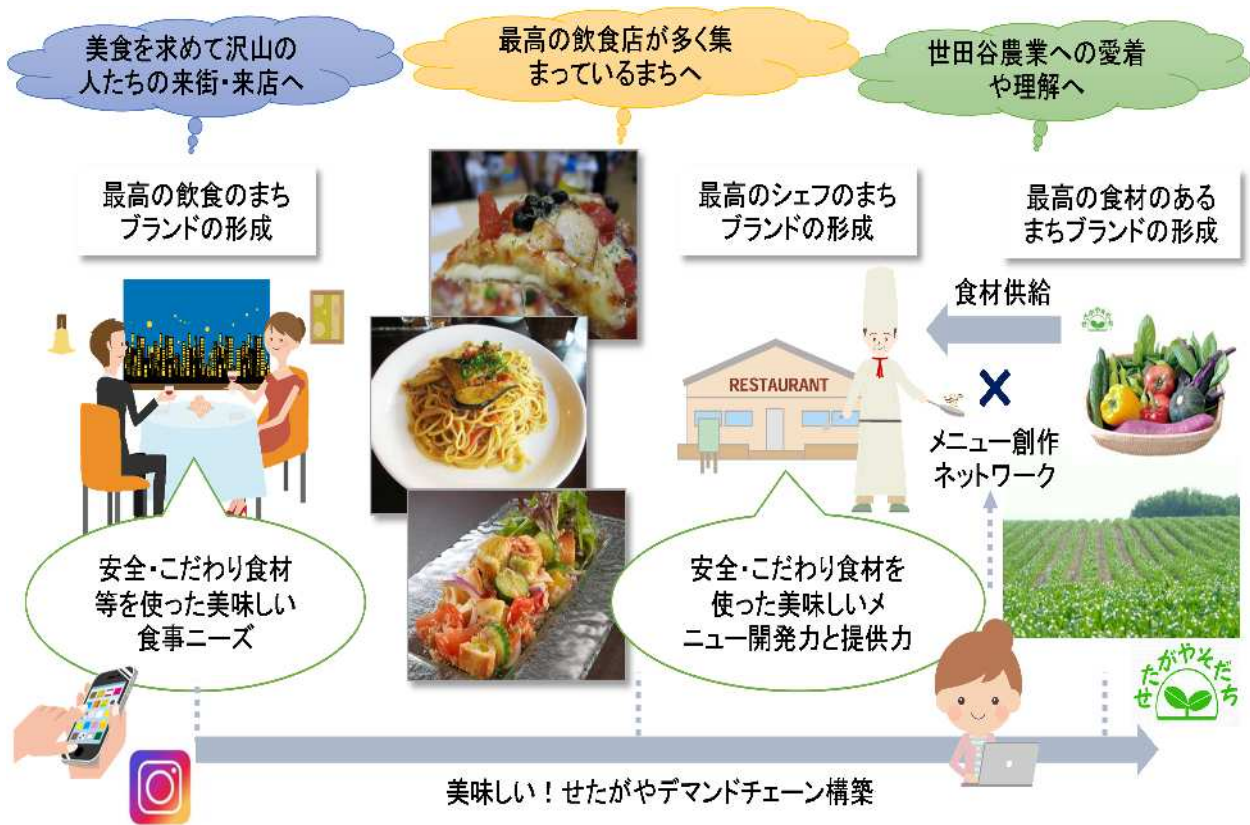 美食を求めて沢山の
人たちの来街・来店へ
最高の飲食店が多く集
まっているまちへ
世田谷農業への愛着
や理解へ
最高の飲食のまち
ブランドの形成
最高のシェフのまち
ブランドの形成
最高の食材のある
まちブランドの形成
食材供給
RESTAURANT
×
メニュー創作
ネットワーク
安全・こだわり食材
等を使った美味しい
食事ニーズ
安全・こだわり食材を
使った美味しいメ
ニュー開発力と提供力
せたがやそだち
美味しい！せたがやデマンドチェーン構築